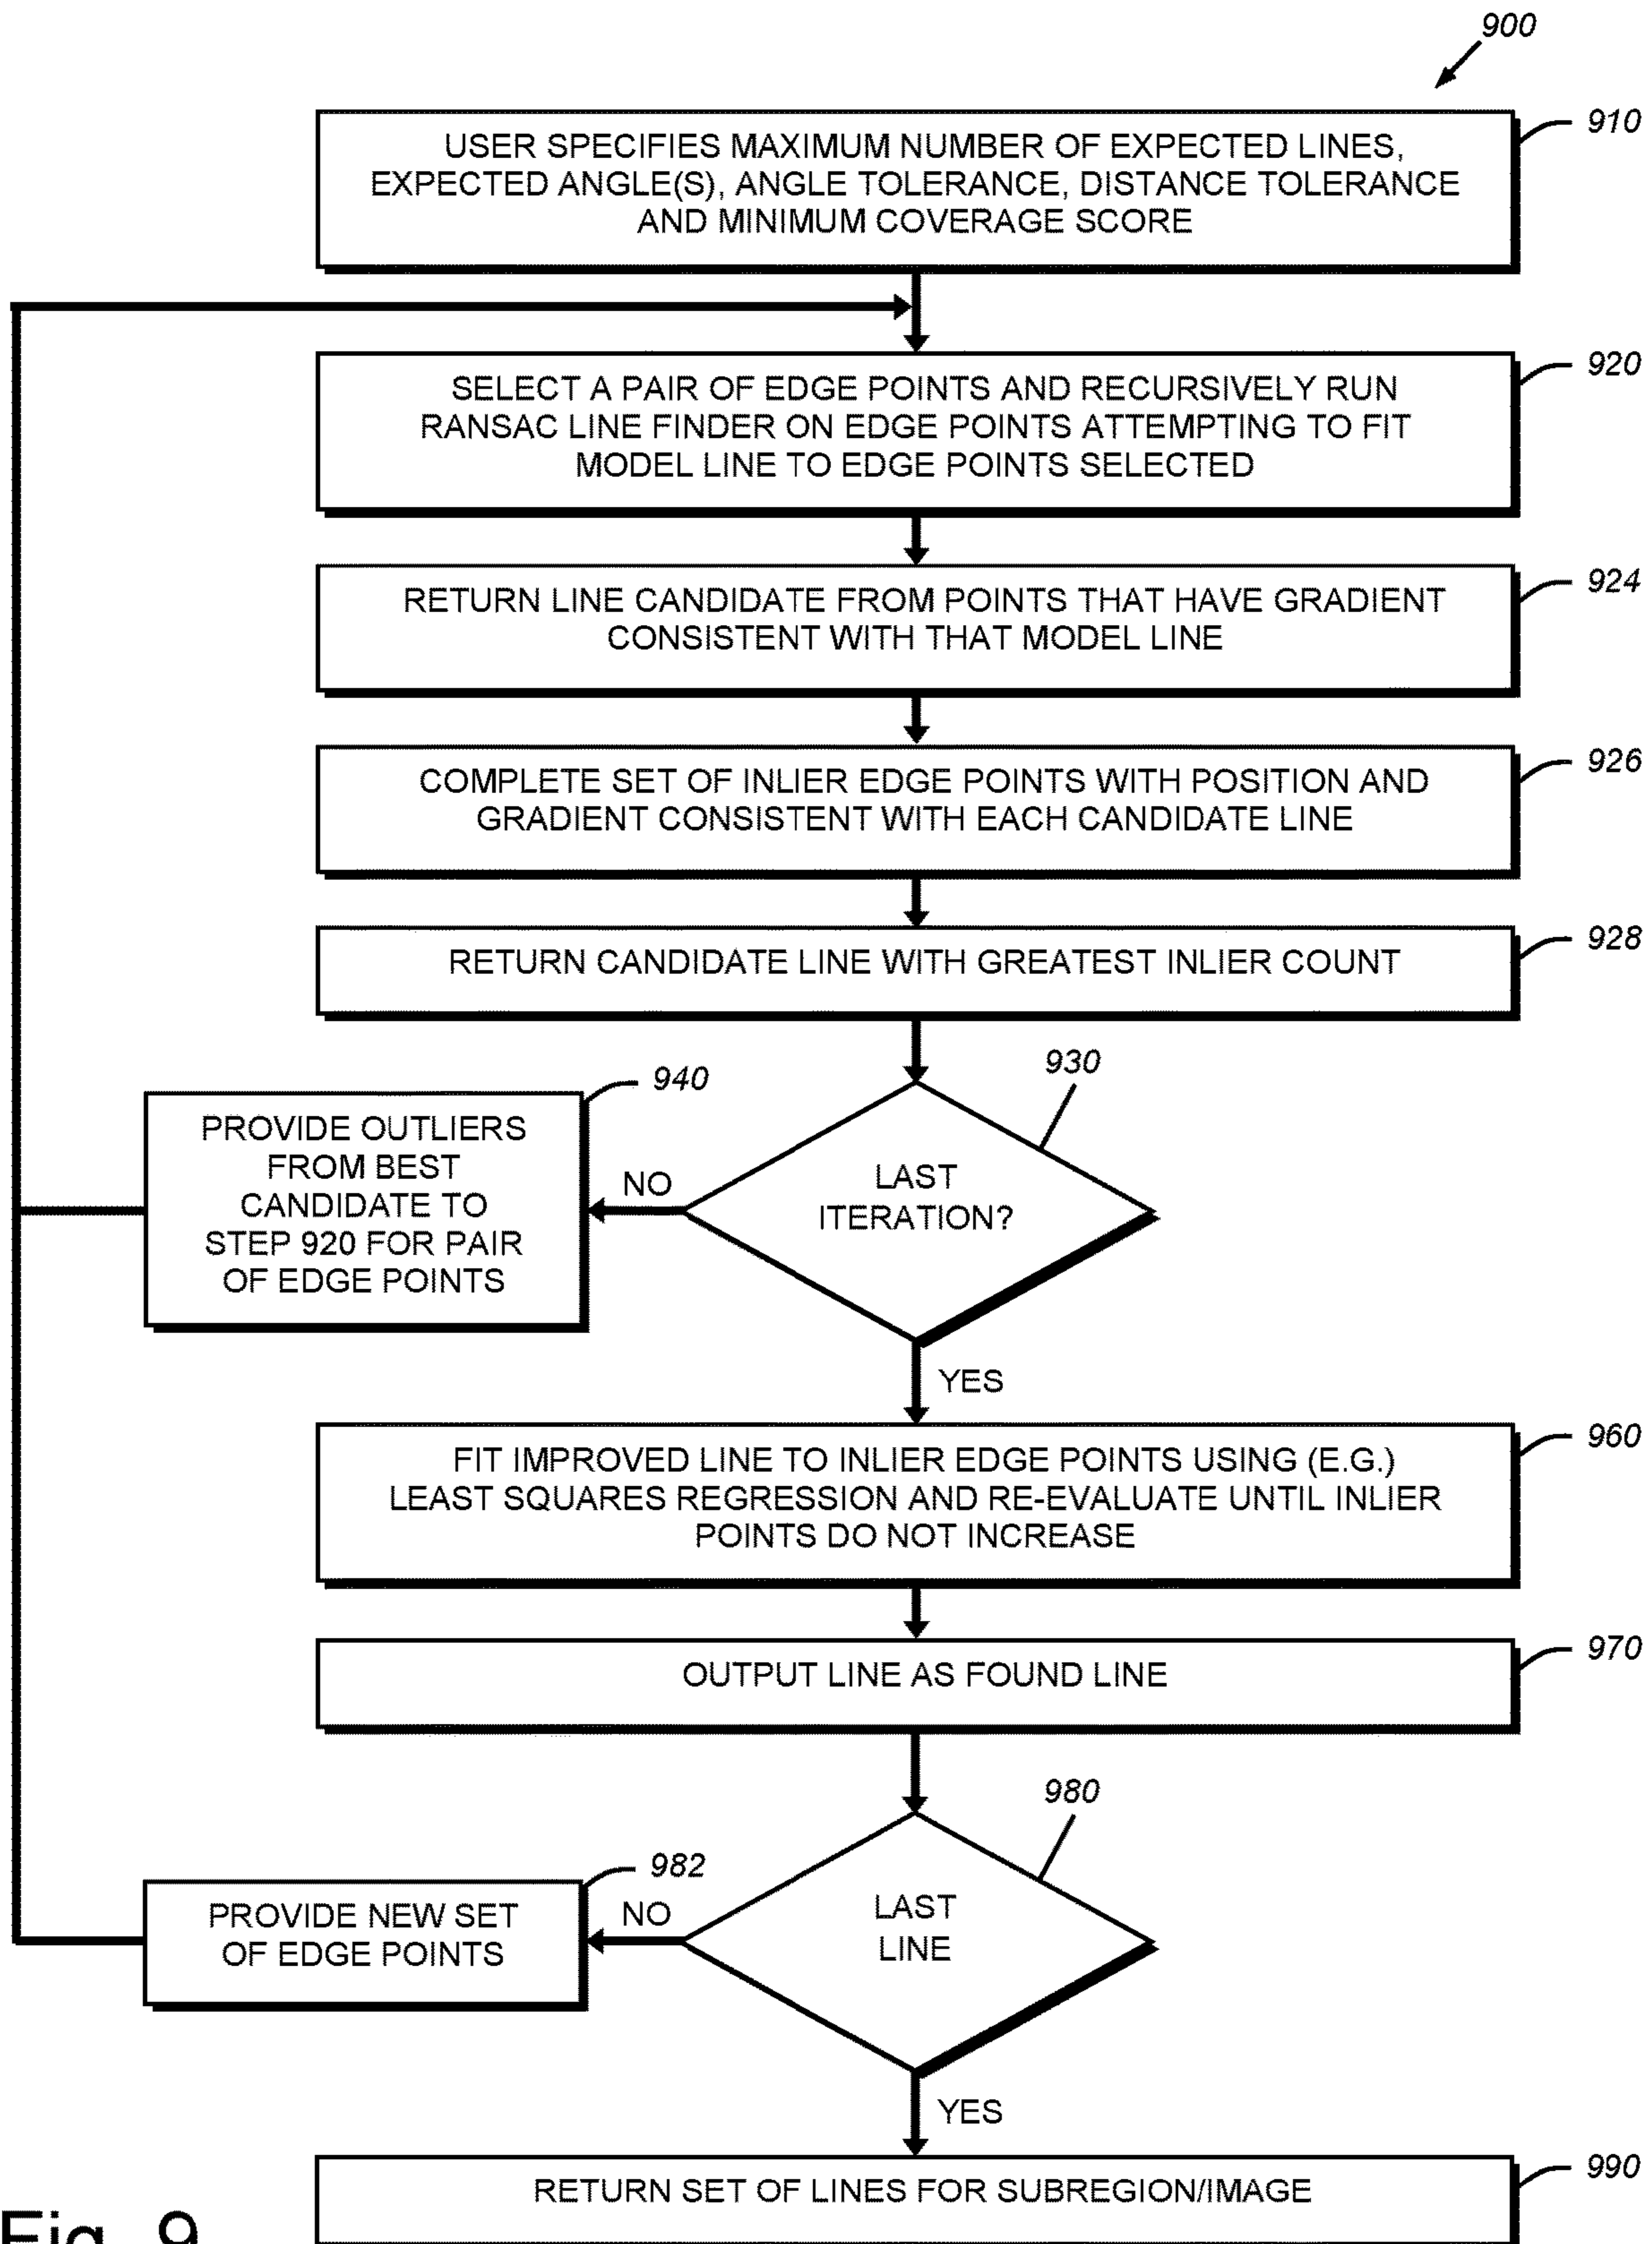 900
910
USER SPECIFIES MAXIMUM NUMBER OF EXPECTED LINES,
EXPECTED ANGLE(S), ANGLE TOLERANCE, DISTANCE TOLERANCE
AND MINIMUM COVERAGE SCORE
920
SELECT A PAIR OF EDGE POINTS AND RECURSIVELY RUN
RANSAC LINE FINDER ON EDGE POINTS ATTEMPTING TO FIT
MODEL LINE TO EDGE POINTS SELECTED
924
RETURN LINE CANDIDATE FROM POINTS THAT HAVE GRADIENT
CONSISTENT WITH THAT MODEL LINE
926
COMPLETE SET OF INLIER EDGE POINTS WITH POSITION AND
GRADIENT CONSISTENT WITH EACH CANDIDATE LINE
928
RETURN CANDIDATE LINE WITH GREATEST INLIER COUNT
930
LAST
ITERATION?
NO
940
PROVIDE OUTLIERS
FROM BEST
CANDIDATE TO
STEP 920 FOR PAIR
OF EDGE POINTS
YES
960
FIT IMPROVED LINE TO INLIER EDGE POINTS USING (E.G.)
LEAST SQUARES REGRESSION AND RE-EVALUATE UNTIL INLIER
POINTS DO NOT INCREASE
970
OUTPUT LINE AS FOUND LINE
980
LAST
LINE
NO
982
PROVIDE NEW SET
OF EDGE POINTS
YES
990
RETURN SET OF LINES FOR SUBREGION/IMAGE
Fig. 9